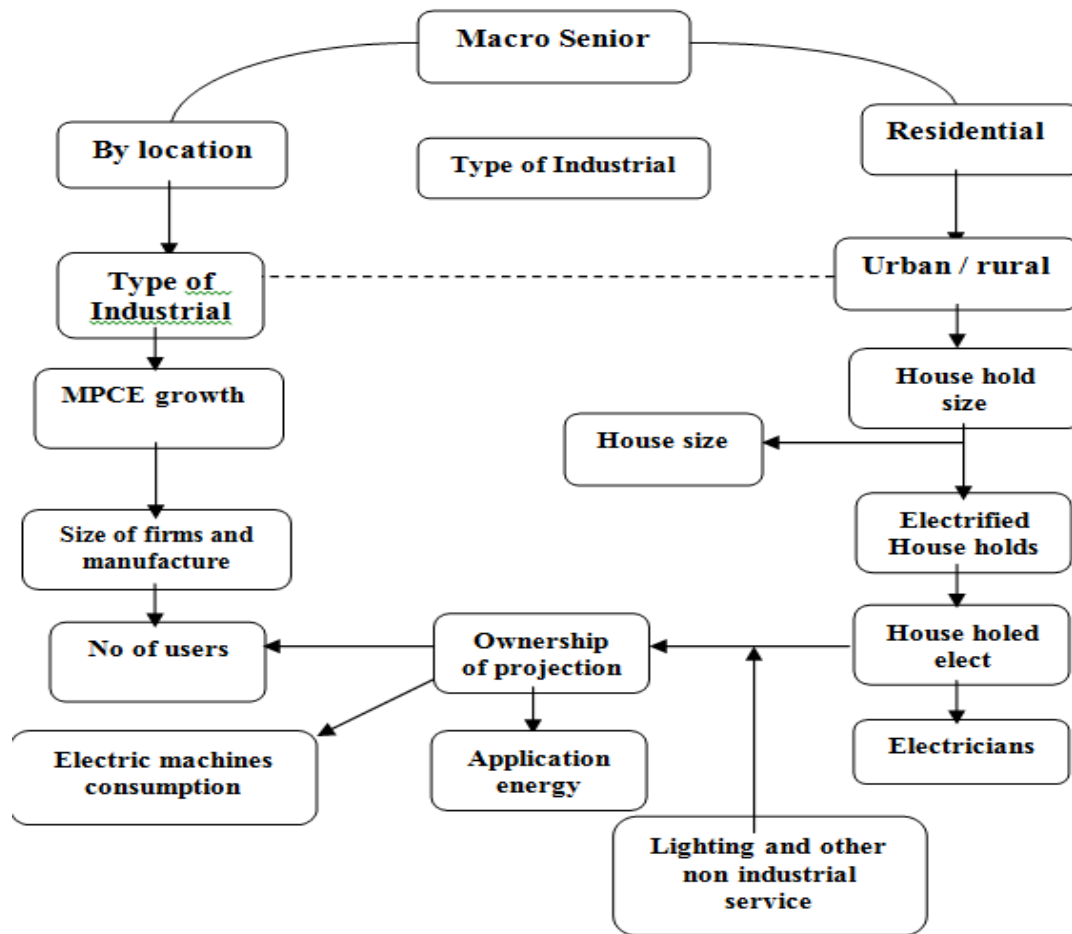 Macro Senior
By location
Type of Industrial
Residential
Type of
Industrial
Urban / rural
MPCE growth
House hold
size
House size
Size of firms and
manufacture
Electrified
House holds
No of users
Ownership
of projection
House holed
elect
Electric machines
consumption
Application
energy
Electricians
Lighting and other
non industrial
service